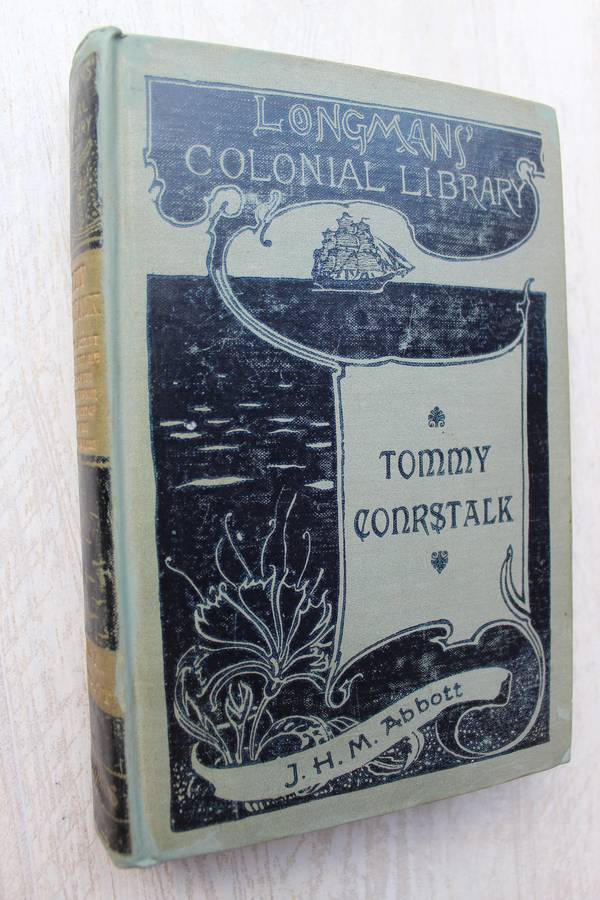 LONGMANS'
COLONIAL LIBRARY
TOMMY
CONRSTALK
J. H. M. Abbott